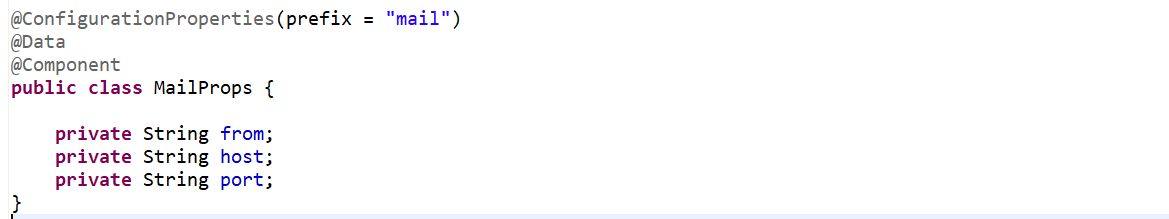 @ConfigurationProperties(prefix = "mail")
@Data
@Component
public class MailProps {
    private String from;
    private String host;
    private String port;
}